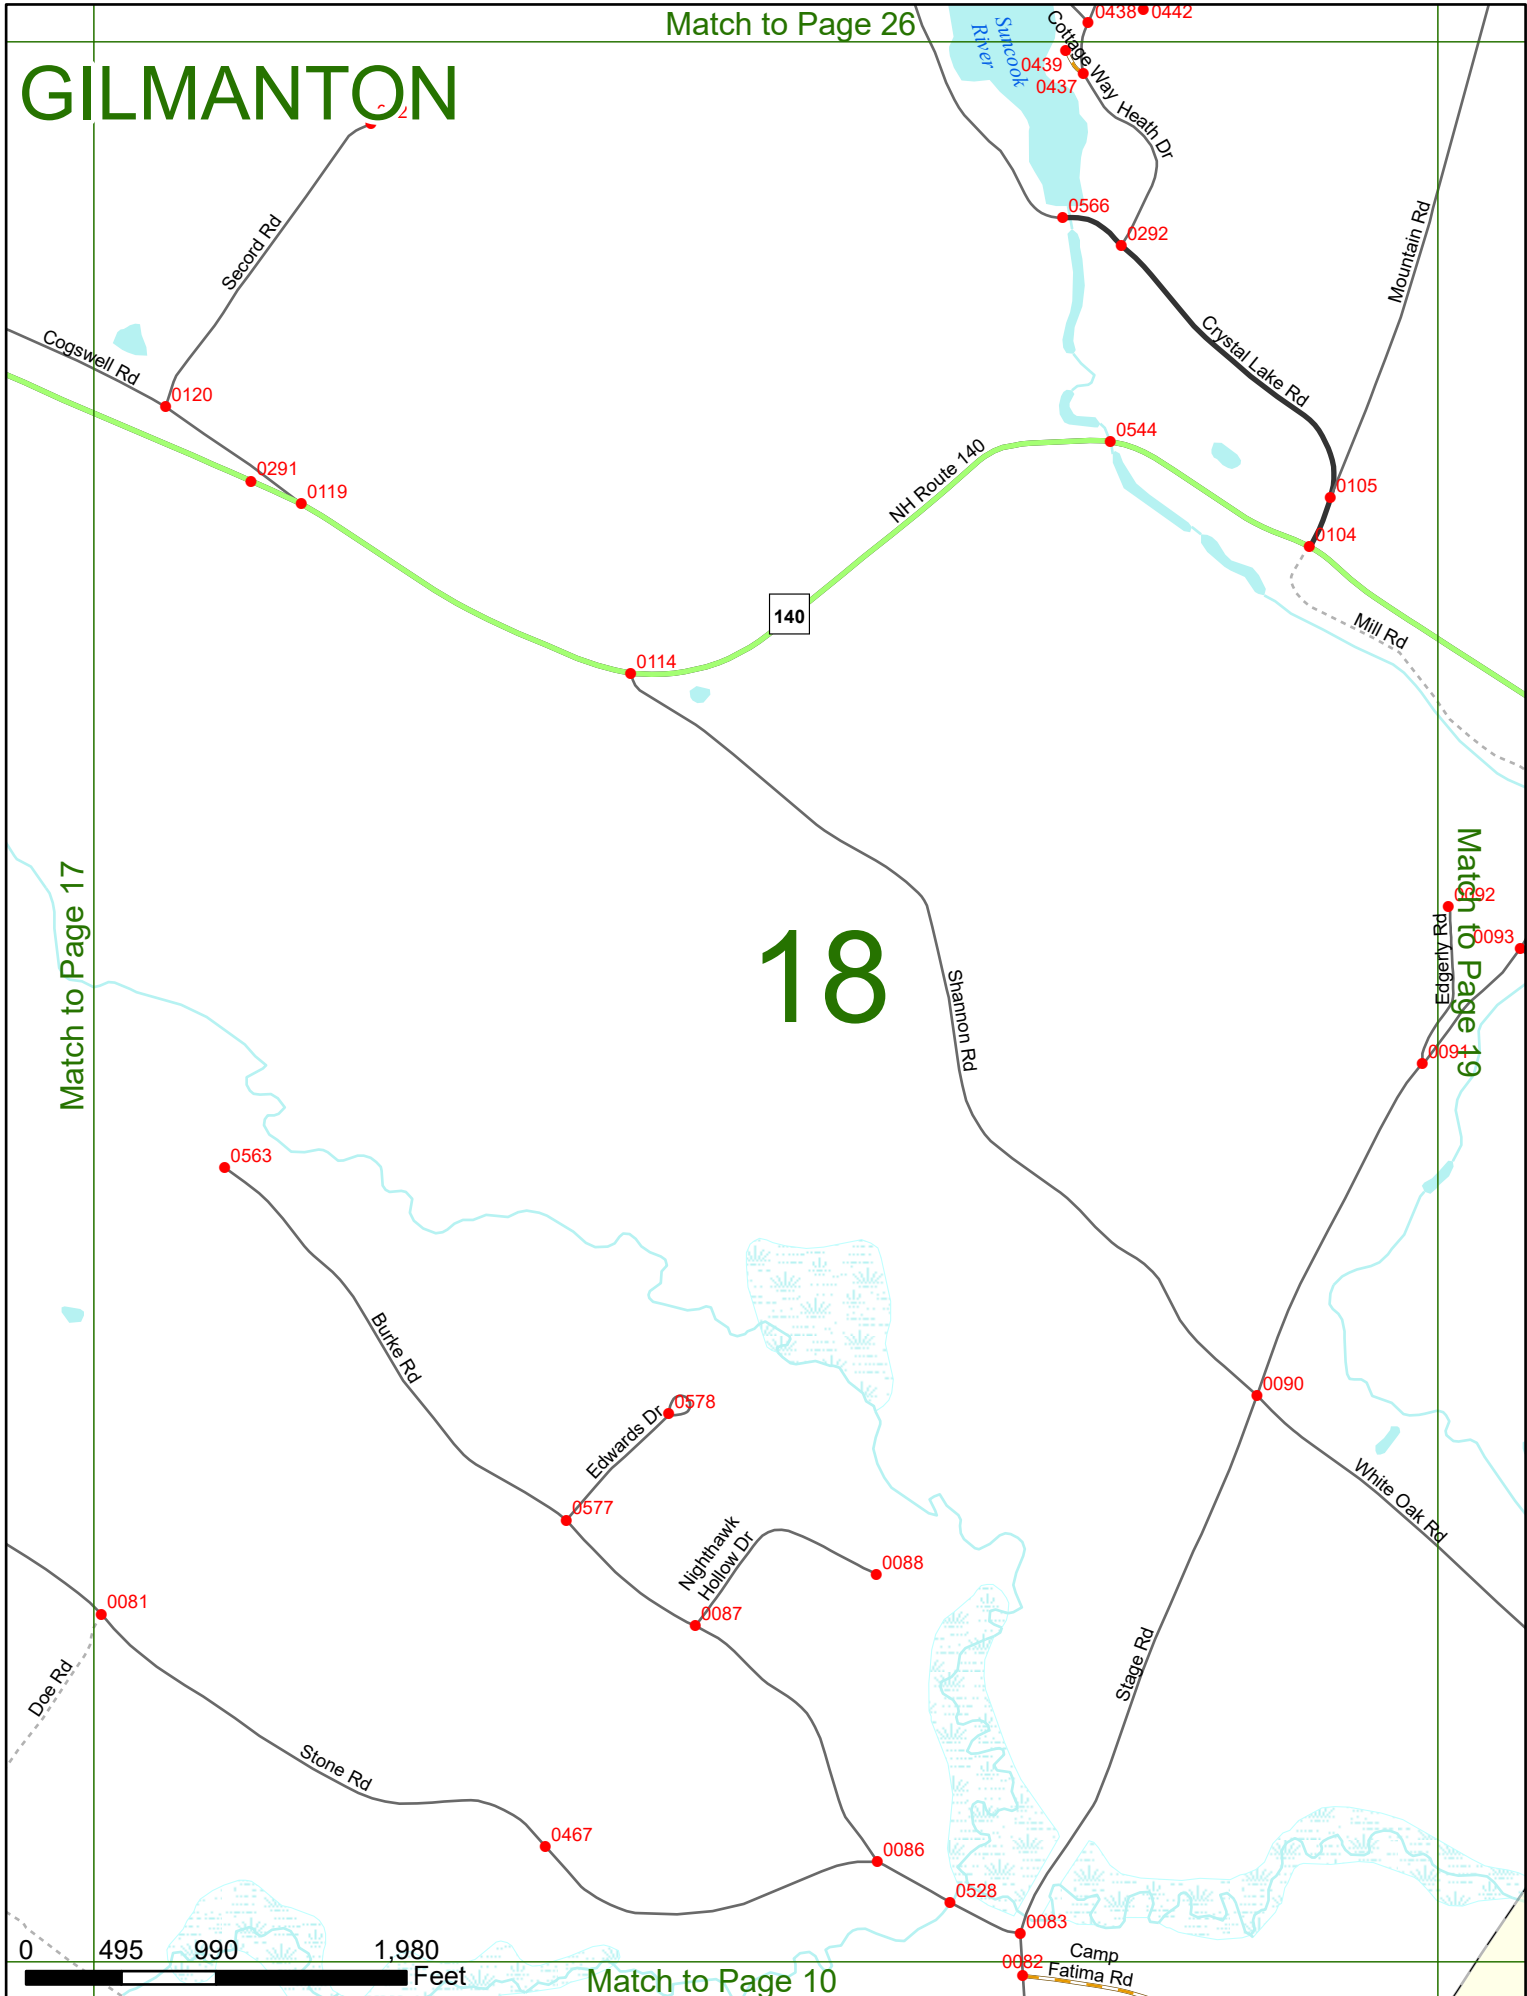 Match to Page 26
0438
0442
GILMANTON
Suncook
River
Cottage Way
0439
0437
Heath Dr
Secord Rd
0566
0292
Mountain Rd
Cogswell Rd
Crystal Lake Rd
0120
0544
NH Route 140
0291
0119
0105
0104
140
Mill Rd
0114
Match to Page 17
Match to Page 19
0092
0093
Edgerly Rd
18
Shannon Rd
0091
0563
Burke Rd
0578
Edwards Dr
0090
White Oak Rd
0577
Nighthawk
Hollow Dr
0088
0081
0087
Doe Rd
Stage Rd
Stone Rd
0467
0086
0528
0083
0 495 990 1,980
Feet
Camp
Fatima Rd
0082
Match to Page 10